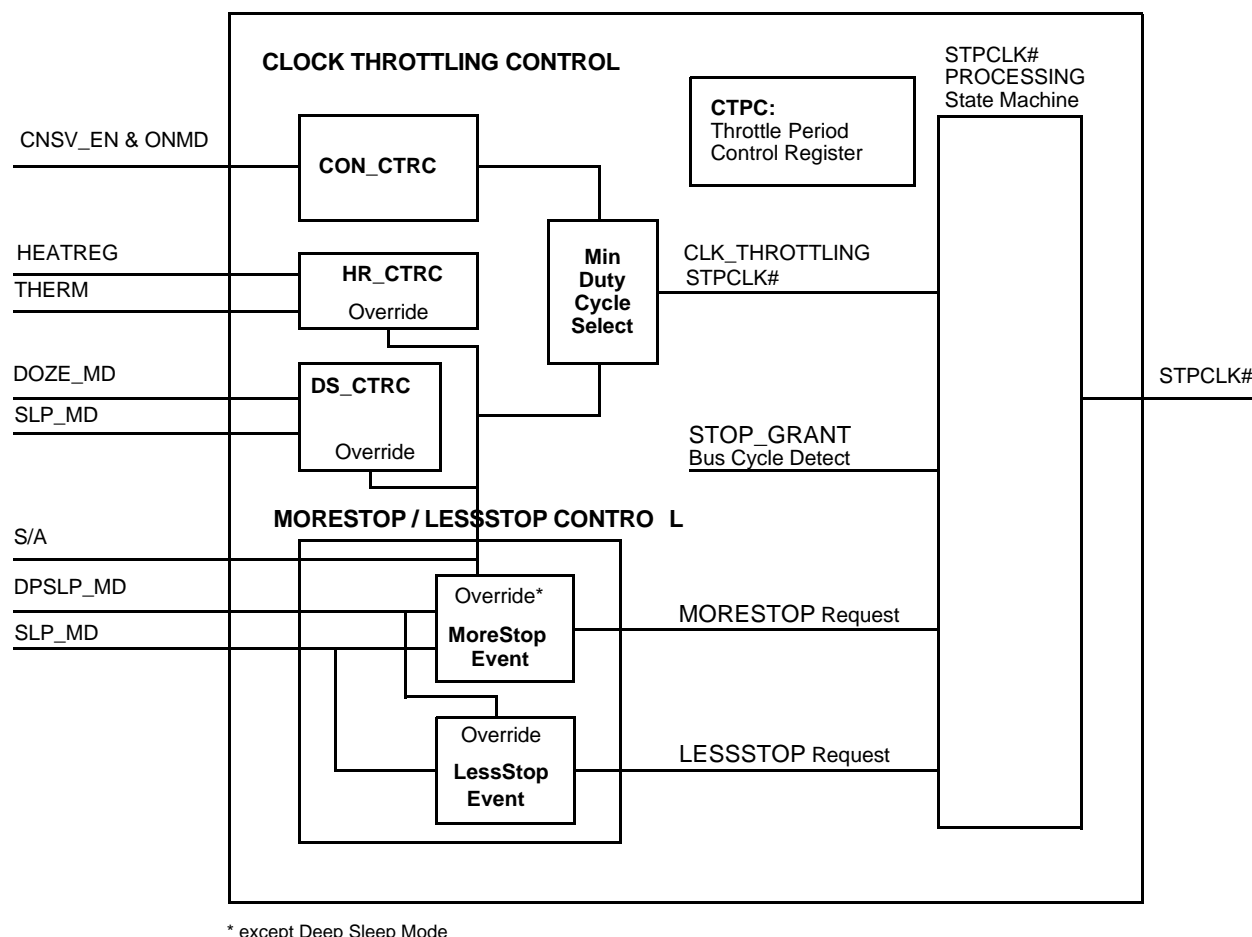 CLOCK THROTTLING CONTROL
STPCLK#
PROCESSING
State Machine
CTPC:
Throttle Period
Control Register
CNSV_EN & ONMD
CON_CTRC
HEATREG
THERM
HR_CTRC
Override
Min
Duty
Cycle
Select
CLK_THROTTLING
STPCLK#
DOZE_MD
SLP_MD
DS_CTRC
Override
STPCLK#
STOP_GRANT
Bus Cycle Detect
MORESTOP / LESSSTOP CONTRO L
S/A
DPSLP_MD
SLP_MD
Override*
MoreStop
Event
MORESTOP Request
Override
LessStop
Event
LESSSTOP Request
* except Deep Sleep Mode